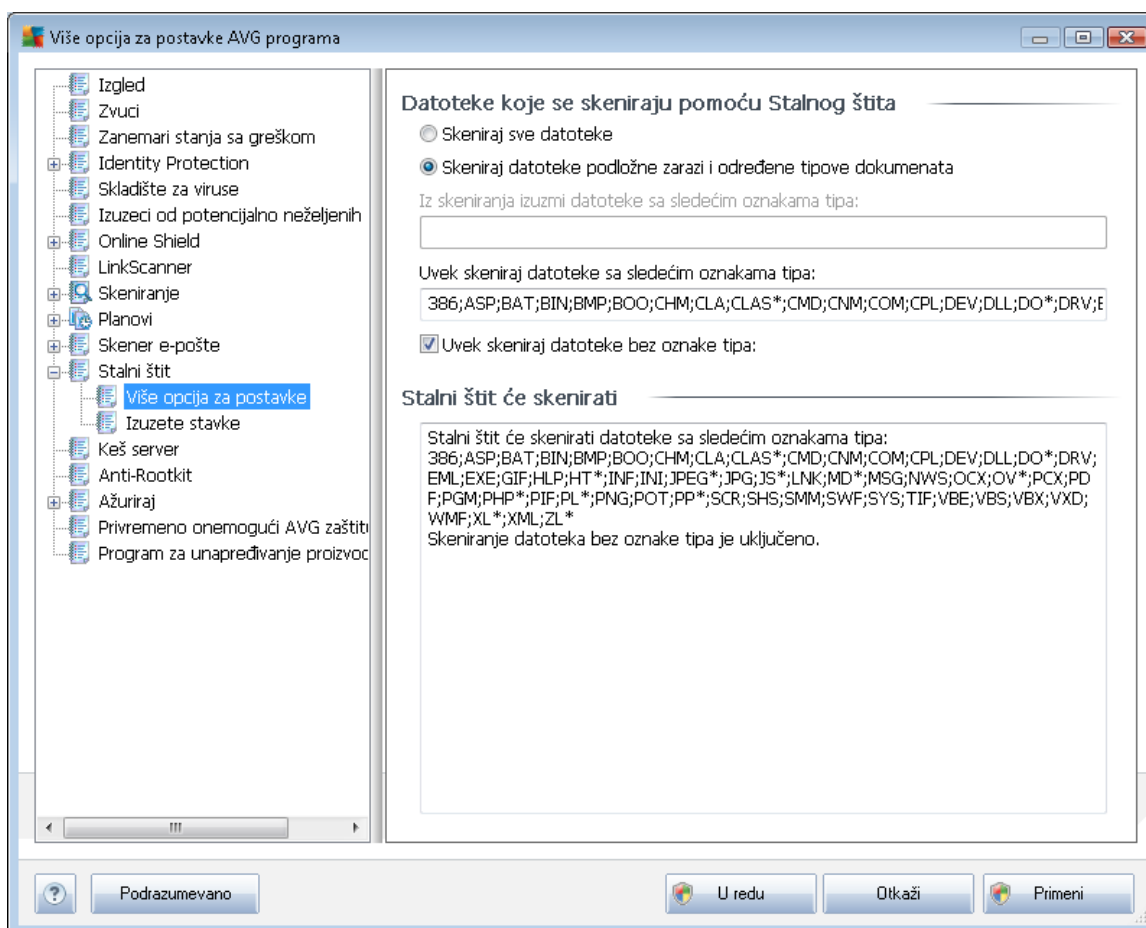 Više opcija za postavke AVG programa
Izgled
Zvuci
Zanemari stanja sa greškom
Identity Protection
Skladište za viruse
Izuzeci od potencijalno neželjenih
Online Shield
LinkScanner
Skeniranje
Planovi
Skener e-pošte
Stalni štit
Više opcija za postavke
Izuzete stavke
Keš server
Anti-Rootkit
Ažuriraj
Privremeno onemogući AVG zaštitu
Program za unapređivanje proizvod
Datoteke koje se skeniraju pomoću Stalnog štita
Skeniraj sve datoteke
Skeniraj datoteke podložne zarazi i određene tipove dokumenata
Iz skeniranja izuzmi datoteke sa sledećim oznakama tipa:
Uvek skeniraj datoteke sa sledećim oznakama tipa:
386;ASP;BAT;BIN;BMP;BOO;CHM;CLA;CLAS*;CMD;CNM;COM;CPL;DEV;DLL;DO*;DRV;E
Uvek skeniraj datoteke bez oznake tipa:
Stalni štit će skenirati
Stalni štit će skenirati datoteke sa sledećim oznakama tipa:
386;ASP;BAT;BIN;BMP;BOO;CHM;CLA;CLAS*;CMD;CNM;COM;CPL;DEV;DLL;DO*;DRV;
EML;EXE;GIF;HLP;HT*;INF;INI;JPEG*;JPG;JS*;LNK;MD*;MSG;NWS;OCX;OV*;PCX;PD
F;PGM;PHP*;PIF;PL*;PNG;POT;PP*;SCR;SHS;SMM;SWF;SYS;TIF;VBE;VBS;VBX;VXD;
WMF;XL*;XML;ZL*
Skeniranje datoteka bez oznake tipa je uključeno.
Podrazumevano
U redu
Otkaži
Primeni